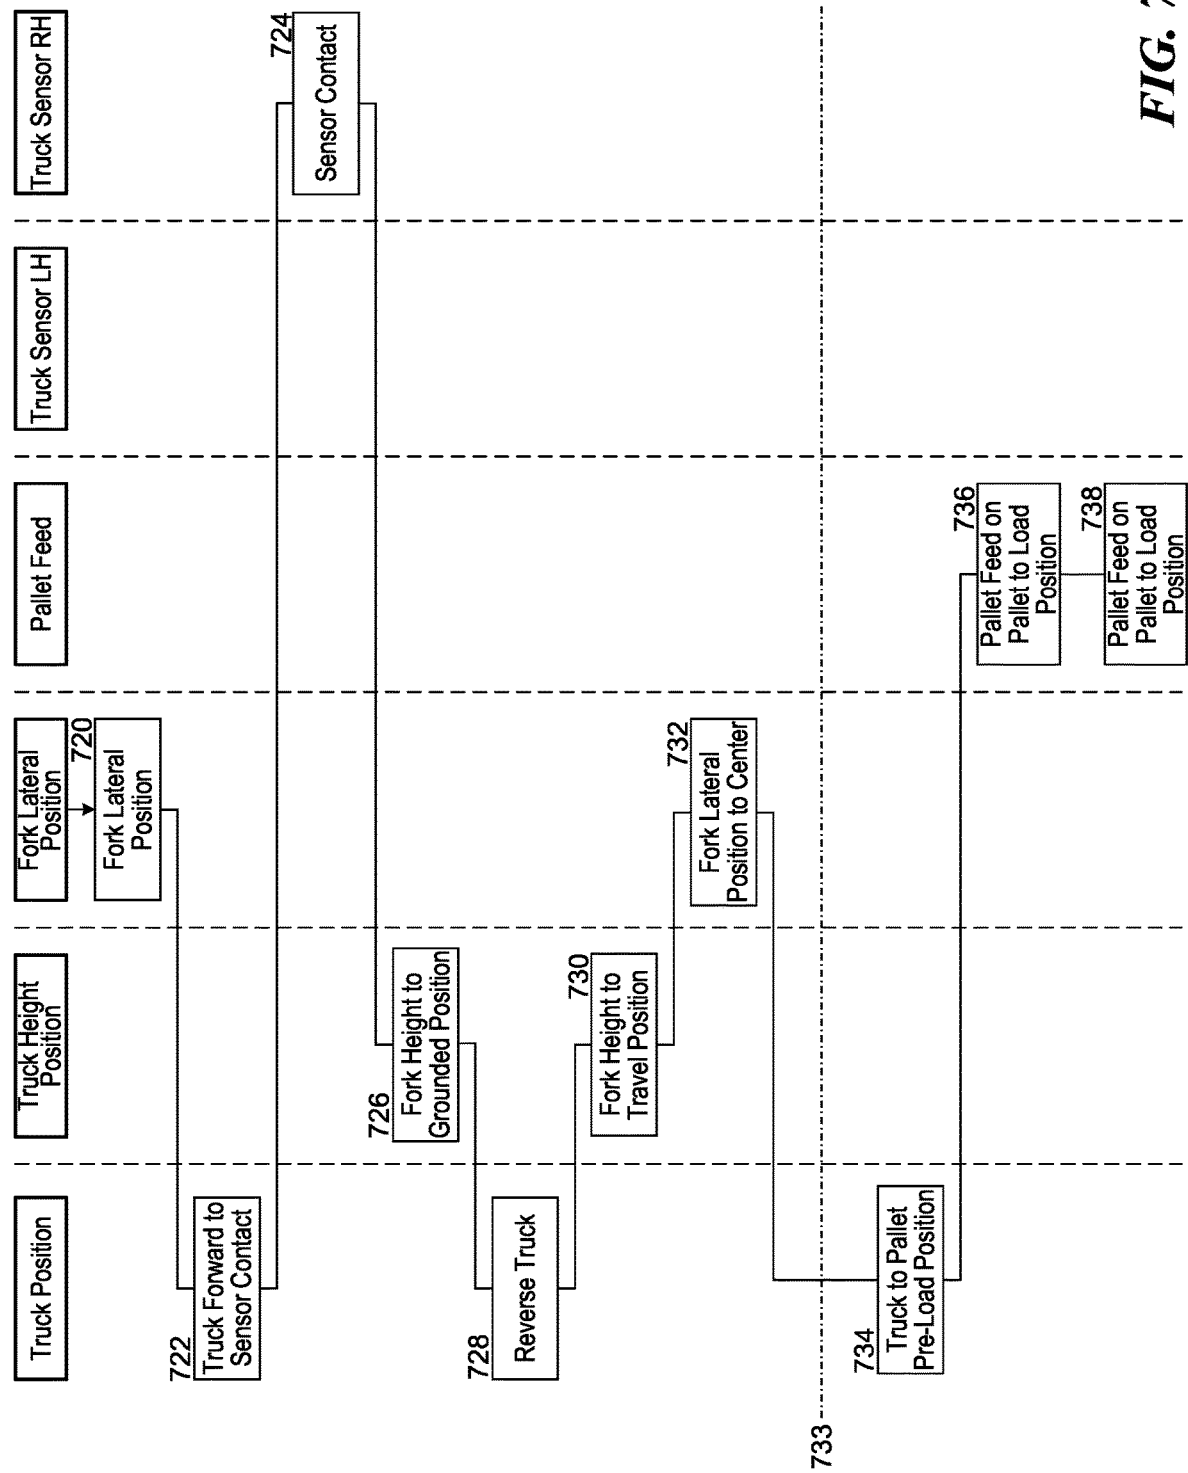 Truck Position
Truck Height
Position
Fork Lateral
Position
Pallet Feed
Truck Sensor LH
Truck Sensor RH
720
Fork Lateral
Position
722
Truck Forward to
Sensor Contact
724
Sensor Contact
726
Fork Height to
Grounded Position
728
Reverse Truck
730
Fork Height to
Travel Position
732
Fork Lateral
Position to Center
733
734
Truck to Pallet
Pre-Load Position
736
Pallet Feed on
Pallet to Load
Position
738
Pallet Feed on
Pallet to Load
Position
FIG. 7